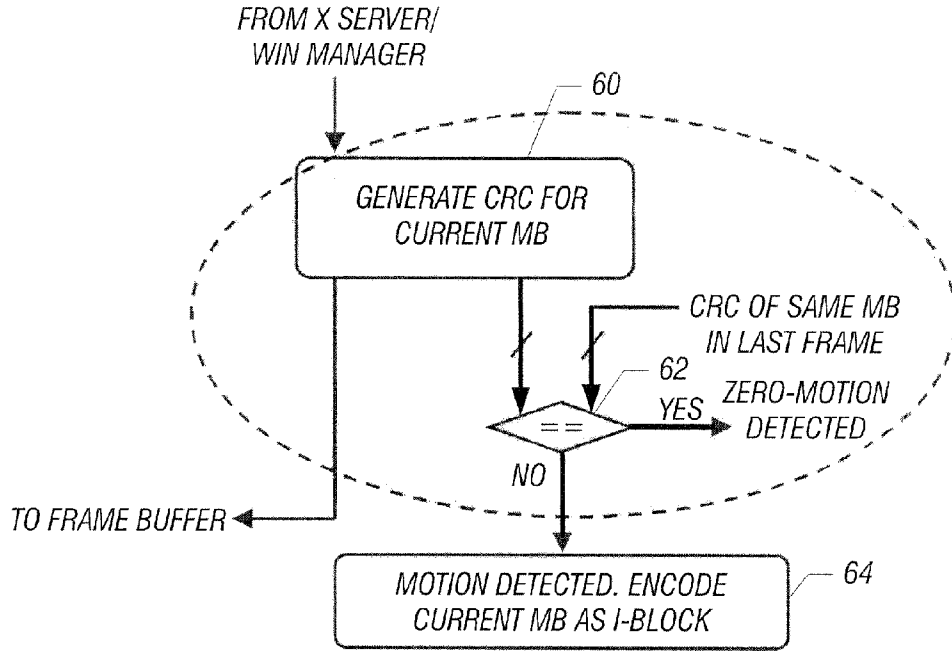 FROM X SERVER/
WIN MANAGER
60
GENERATE CRC FOR
CURRENT MB
CRC OF SAME MB
IN LAST FRAME
62
==
YES
ZERO-MOTION
DETECTED
NO
TO FRAME BUFFER
MOTION DETECTED. ENCODE
CURRENT MB AS I-BLOCK
64